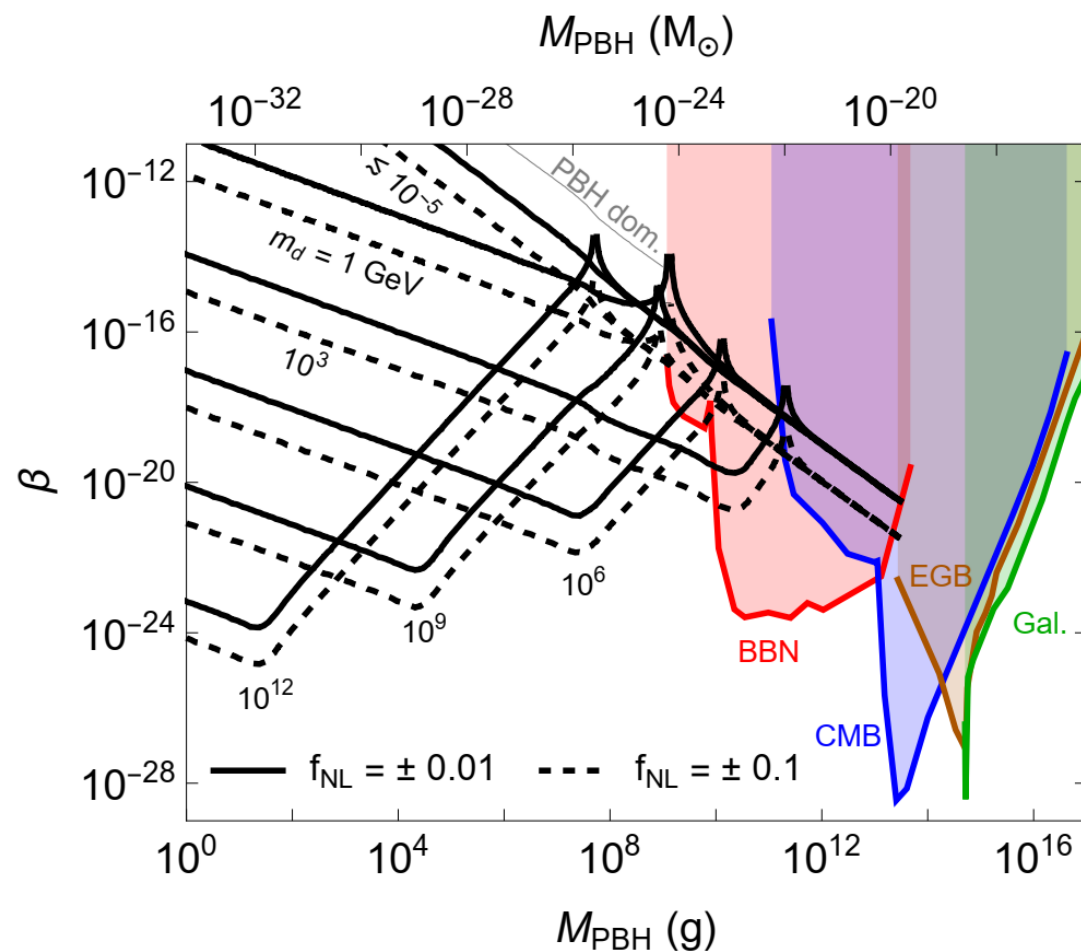 M_PBH (M_⊙)
10^−32 10^−28 10^−24 10^−20
10^−12
10^−16
10^−20
10^−24
10^−28
β
≲ 10^−5
PBH dom.
m_d = 1 GeV
10^3
10^6
10^9
10^12
EGB
Gal.
BBN
CMB
f_NL = ± 0.01 f_NL = ± 0.1
10^0 10^4 10^8 10^12 10^16
M_PBH (g)